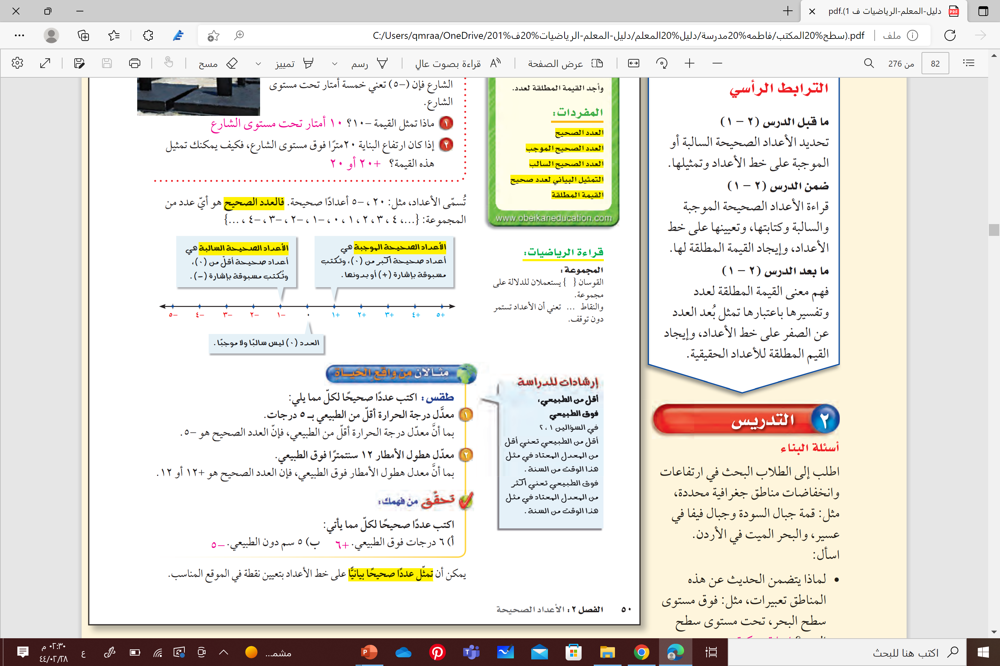 دليل-المعلم-الرياضيات ف 1).pdf
ملف
C:/Users/qmraa/OneDrive/سطح%20المكتب/فاطمه%20مدرسة/دليل%20المعلم/دليل-المعلم-الرياضيات%20ف%201).pdf
82
من 276
عرض الصفحة
قراءة بصوت عالٍ
رسم
تمييز
مسح
الترابط الرأسي
ما قبل الدرس (٢ – ١)
تحديد الأعداد الصحيحة السالبة أو
الموجبة على خط الأعداد وتمثيلها.
ضمن الدرس (٢ – ١)
قراءة الأعداد الصحيحة الموجبة
والسالبة وكتابتها، وتعيينها على خط
الأعداد، وإيجاد القيمة المطلقة لها.
ما بعد الدرس (٢ – ١)
فهم معنى القيمة المطلقة لعدد
وتفسيرها باعتبارها تمثل بُعد العدد
عن الصفر على خط الأعداد، وإيجاد
القيم المطلقة للأعداد الحقيقية.
٢ التدريس
أسئلة البناء
اطلب إلى الطلاب البحث في ارتفاعات
وانخفاضات مناطق جغرافية محددة،
مثل: قمة جبال السودة وجبال فيفا في
عسير، والبحر الميت في الأردن.
اسأل:
• لماذا يتضمن الحديث عن هذه
المناطق تعبيرات، مثل: فوق مستوى
سطح البحر، تحت مستوى سطح
وأجد القيمة المطلقة لعدد.
المفردات:
العدد الصحيح
العدد الصحيح الموجب
العدد الصحيح السالب
التمثيل البياني لعدد صحيح
القيمة المطلقة
www.obeikaneducation.com
قراءة الرياضيات:
المجموعة:
القوسان { } يستعملان للدلالة على
مجموعة.
والنقاط ... تعني أن الأعداد تستمر
دون توقف.
إرشادات للدراسة
أقل من الطبيعي،
فوق الطبيعي
في السؤالين ١، ٢
أقل من الطبيعي تعني أقل
من المعدل المعتاد في مثل
هذا الوقت من السنة.
فوق الطبيعي تعني أكثر
من المعدل المعتاد في مثل
هذا الوقت من السنة.
الشارع فإن (–٥) تعني خمسة أمتار تحت مستوى
الشارع.
١ ماذا تمثل القيمة –١٠؟ ١٠ أمتار تحت مستوى الشارع
٢ إذا كان ارتفاع البناية ٢٠مترًا فوق مستوى الشارع، فكيف يمكنك تمثيل
هذه القيمة؟ +٢٠ أو ٢٠
تُسمّى الأعداد، مثل: ٢٠، –٥ أعدادًا صحيحة. فالعدد الصحيح هو أيّ عدد من
المجموعة: {...، ٤، ٣، ٢، ١، ٠، –١، –٢، –٣، –٤، ...}
الأعداد الصحيحة الموجبة هي
أعداد صحيحة أكبر من (٠)، وتكتب
مسبوقة بإشارة (+) أو بدونها.
الأعداد الصحيحة السالبة هي
أعداد صحيحة أقلّ من (٠)،
وتُكتب مسبوقة بإشارة (–).
+٥ +٤ +٣ +٢ +١ ٠ –١ –٢ –٣ –٤ –٥
العدد (٠) ليس سالبًا ولا موجبًا.
مثـالان من واقع الحيـاة
طقس: اكتب عددًا صحيحًا لكلّ مما يلي:
١ معدَّل درجة الحرارة أقلّ من الطبيعي بـ ٥ درجات.
بما أنَّ معدّل درجة الحرارة أقلّ من الطبيعي، فإنّ العدد الصحيح هو –٥.
٢ معدّل هطول الأمطار ١٢ سنتمترًا فوق الطبيعي.
بما أنَّ معدل هطول الأمطار فوق الطبيعي، فإن العدد الصحيح هو +١٢ أو ١٢.
تحقَّق من فهمك:
اكتب عددًا صحيحًا لكلّ مما يأتي:
أ) ٦ درجات فوق الطبيعي. +٦ ب) ٥ سم دون الطبيعي. –٥
يمكن أن تمثّل عددًا صحيحًا بيانيًّا على خط الأعداد بتعيين نقطة في الموقع المناسب.
٥٠ الفصل ٢: الأعداد الصحيحة
اكتب هنا للبحث
مشمـ...
ع
٠٢:٣٠ م
٤٤/٠٢/٢٨